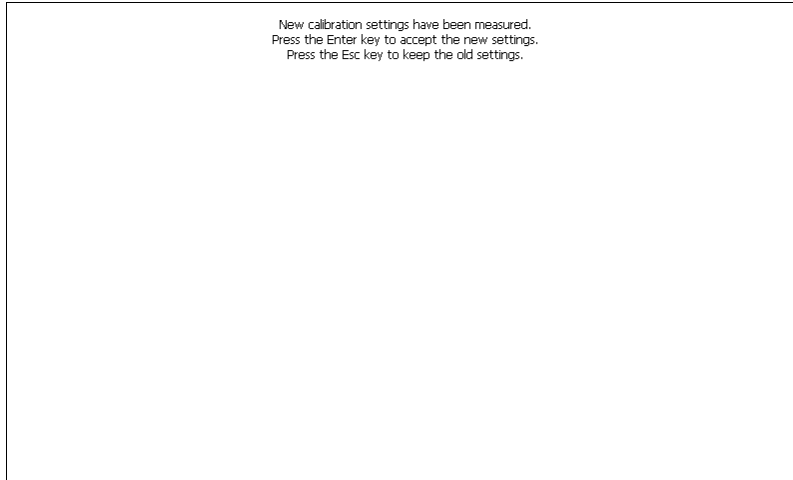 New calibration settings have been measured.
Press the Enter key to accept the new settings.
Press the Esc key to keep the old settings.